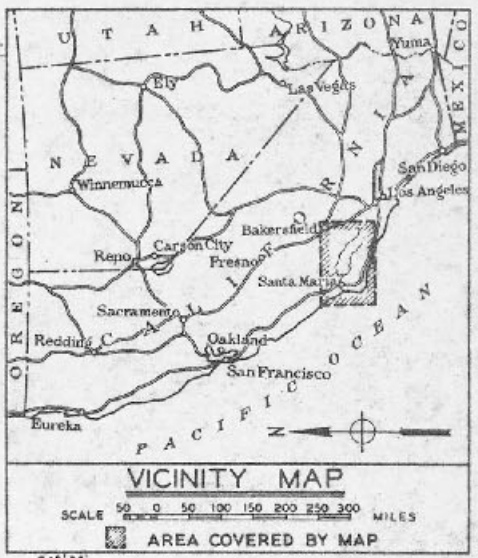 UTAH
ARIZONA
Yuma
MEXICO
Ely
Las Vegas
NEVADA
San Diego
Winnemucca
Los Angeles
OREGON
CALIFORNIA
Bakersfield
Carson City
Reno
Fresno
Santa Maria
Sacramento
Redding
Oakland
San Francisco
Eureka
PACIFIC OCEAN
N
VICINITY MAP
SCALE 50 0 50 100 150 200 250 300 MILES
AREA COVERED BY MAP